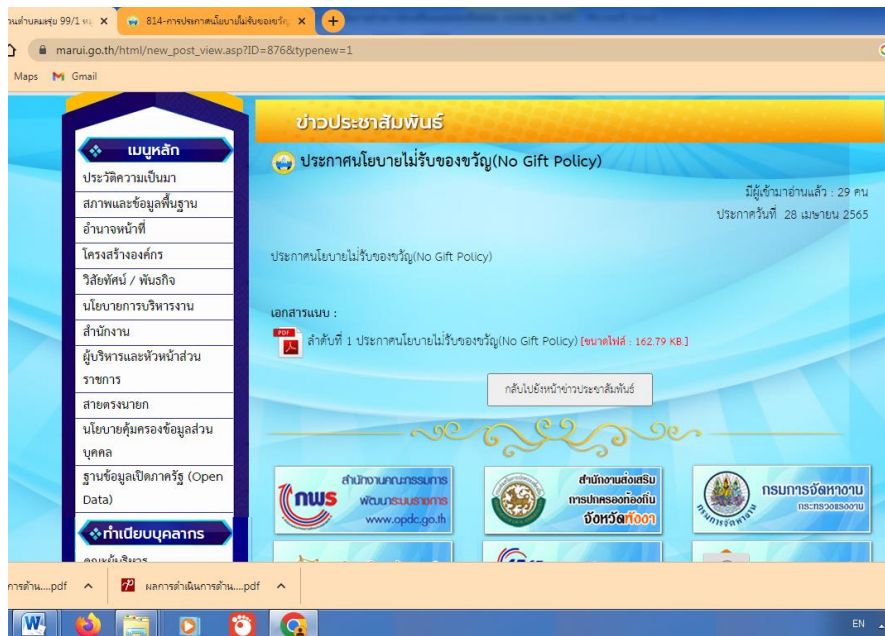 814-การประกาศนโยบายไม่รับของขวัญ
marui.go.th/html/new_post_view.asp?ID=876&typenew=1
Maps
Gmail
ข่าวประชาสัมพันธ์
ประกาศนโยบายไม่รับของขวัญ(No Gift Policy)
มีผู้เข้ามาอ่านแล้ว : 29 คน
ประกาศวันที่ 28 เมษายน 2565
ประกาศนโยบายไม่รับของขวัญ(No Gift Policy)
เอกสารแนบ :
PDF
ลำดับที่ 1 ประกาศนโยบายไม่รับของขวัญ(No Gift Policy) [ขนาดไฟล์ : 162.79 KB.]
กลับไปยังหน้าข่าวประชาสัมพันธ์
เมนูหลัก
ประวัติความเป็นมา
สภาพและข้อมูลพื้นฐาน
อำนาจหน้าที่
โครงสร้างองค์กร
วิสัยทัศน์ / พันธกิจ
นโยบายการบริหารงาน
สำนักงาน
ผู้บริหารและหัวหน้าส่วน
ราชการ
สายตรงนายก
นโยบายคุ้มครองข้อมูลส่วน
บุคคล
ฐานข้อมูลเปิดภาครัฐ (Open
Data)
ทำเนียบบุคลากร
กพร
สำนักงานคณะกรรมการ
พัฒนาระบบราชการ
www.opdc.go.th
สำนักงานส่งเสริม
การปกครองท้องถิ่น
จังหวัด
กรมการจัดหางาน
กรมการจัดหางาน
กระทรวงแรงงาน
การด้าน....pdf
ผลการดำเนินการด้าน....pdf
EN